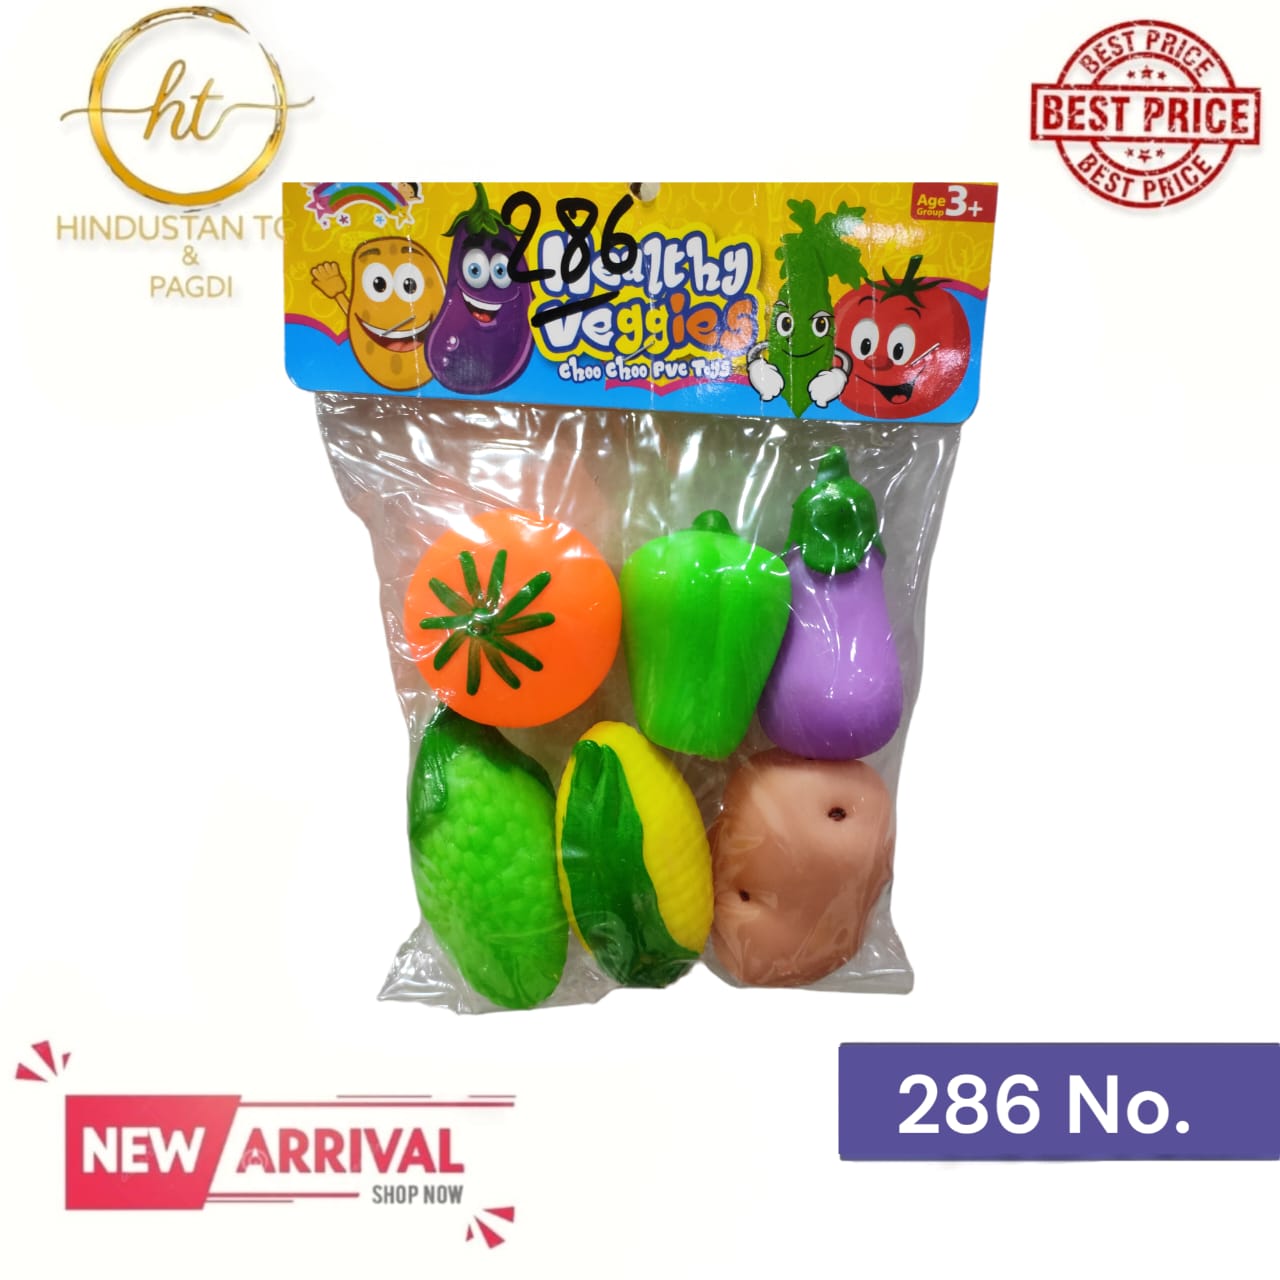 ht
HINDUSTAN TO
&
PAGDI
BEST PRICE
BEST PRICE
BEST PRICE
Age
Group
3+
286
Healthy
Veggies
Choo Choo PVC Toys
NEW ARRIVAL
SHOP NOW
286 No.